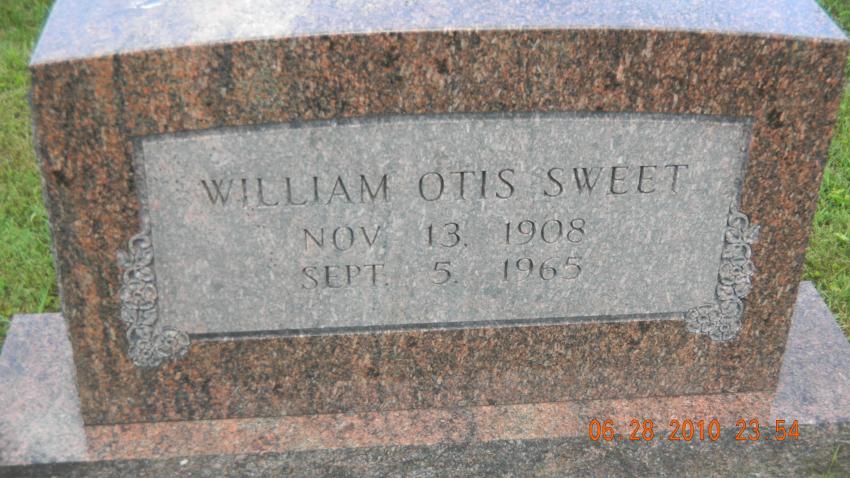 WILLIAM OTIS SWEET
NOV. 13, 1908
SEPT. 5, 1965
06.28.2010 23:54